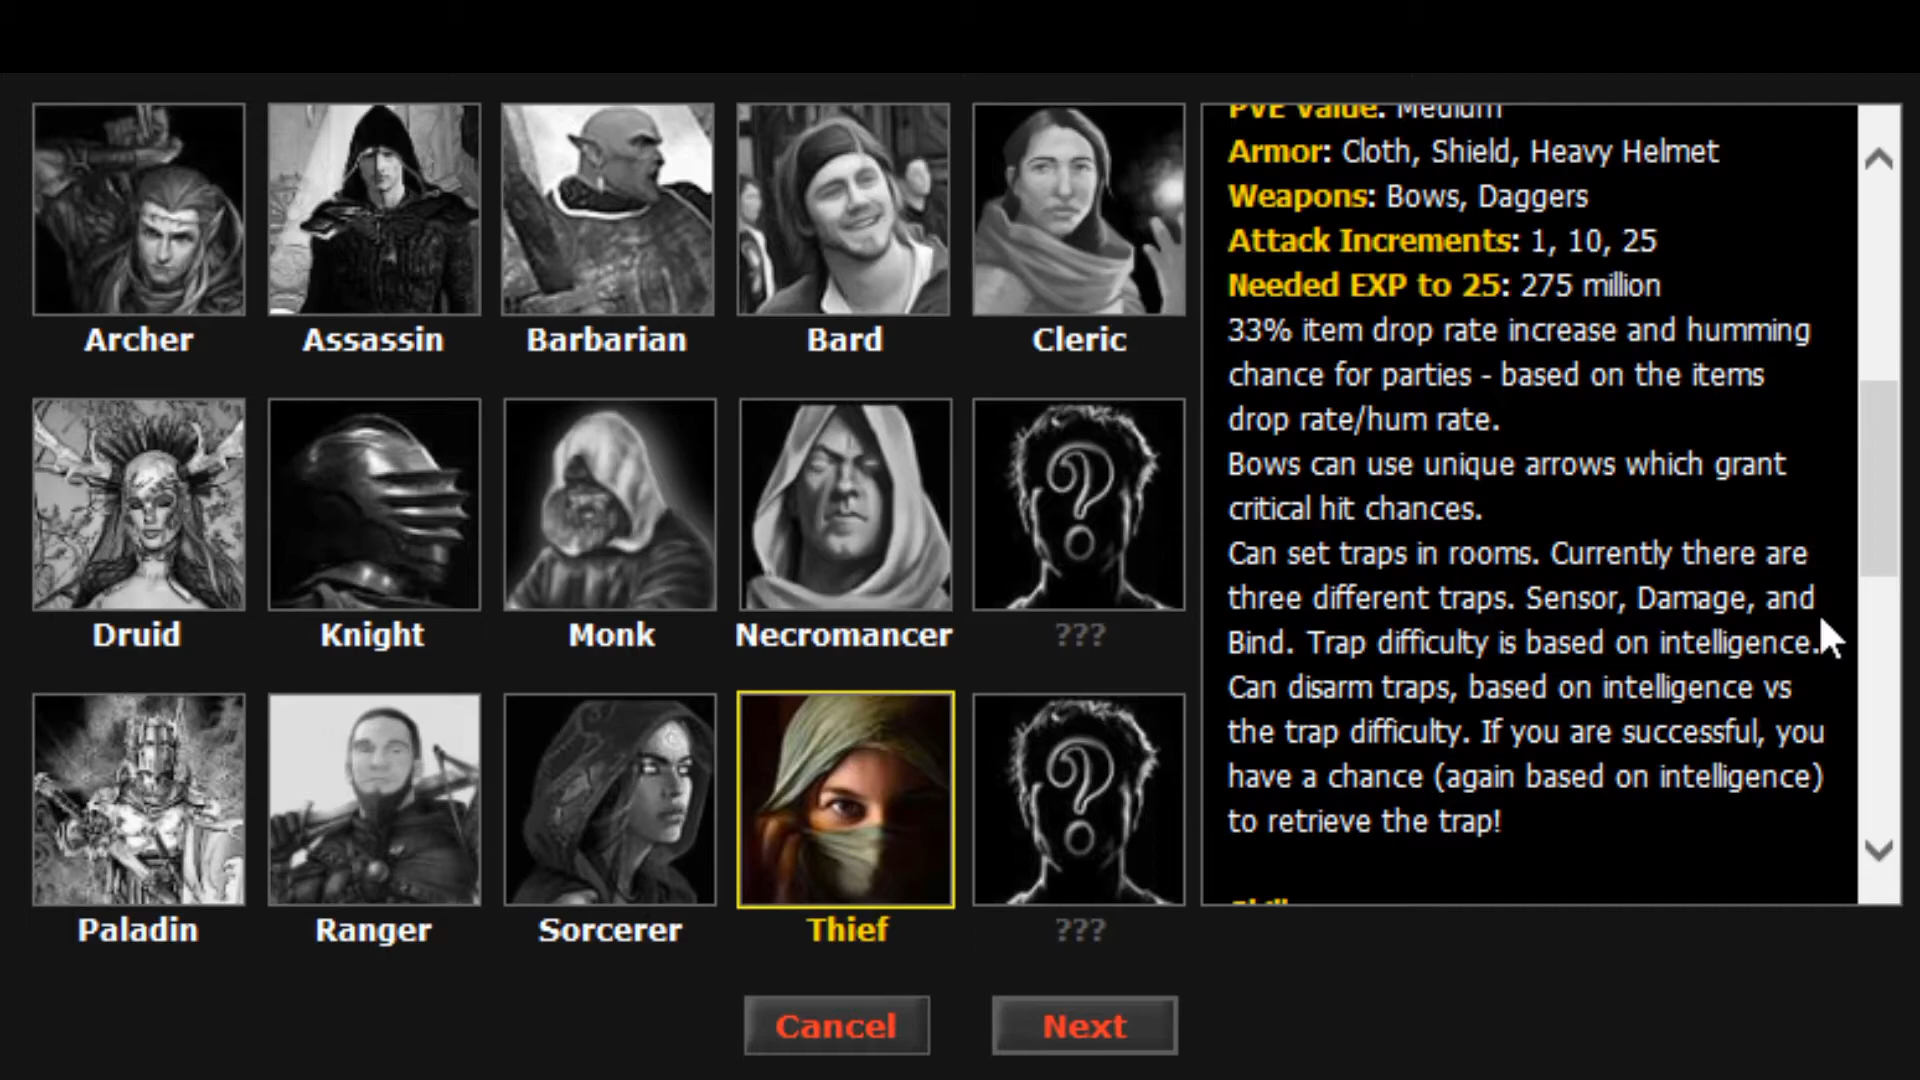 Archer
Assassin
Barbarian
Bard
Cleric
Druid
Knight
Monk
Necromancer
???
Paladin
Ranger
Sorcerer
Thief
???
PVE Value: Medium
Armor: Cloth, Shield, Heavy Helmet
Weapons: Bows, Daggers
Attack Increments: 1, 10, 25
Needed EXP to 25: 275 million
33% item drop rate increase and humming
chance for parties - based on the items
drop rate/hum rate.
Bows can use unique arrows which grant
critical hit chances.
Can set traps in rooms. Currently there are
three different traps. Sensor, Damage, and
Bind. Trap difficulty is based on intelligence.
Can disarm traps, based on intelligence vs
the trap difficulty. If you are successful, you
have a chance (again based on intelligence)
to retrieve the trap!
Cancel
Next